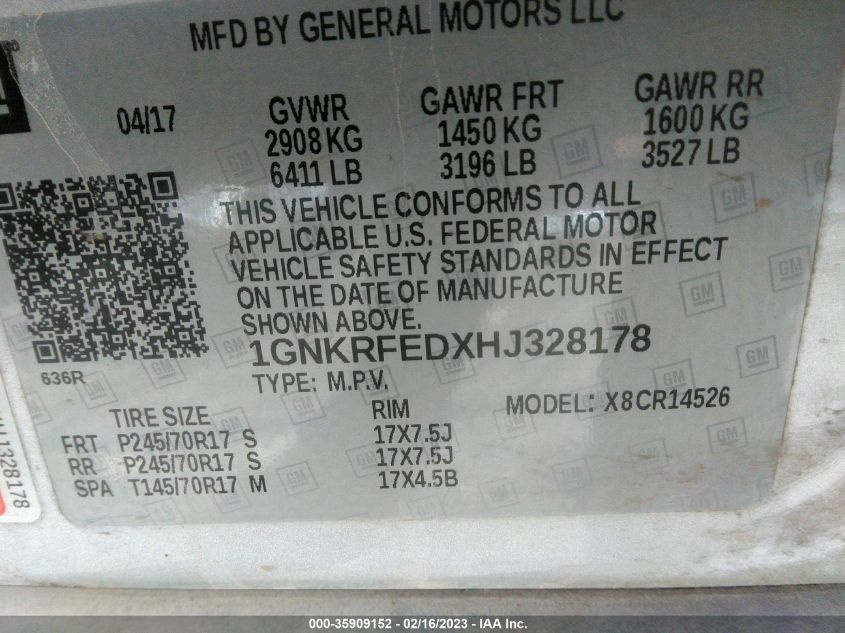 MFD BY GENERAL MOTORS LLC
04/17
GVWR
2908 KG
6411 LB
GAWR FRT
1450 KG
3196 LB
GAWR RR
1600 KG
3527 LB
THIS VEHICLE CONFORMS TO ALL
APPLICABLE U.S. FEDERAL MOTOR
VEHICLE SAFETY STANDARDS IN EFFECT
ON THE DATE OF MANUFACTURE
SHOWN ABOVE.
1GNKRFEDXHJ328178
636R
TYPE: M.P.V.
MODEL: X8CR14526
TIRE SIZE RIM
FRT P245/70R17 S 17X7.5J
RR P245/70R17 S 17X7.5J
SPA T145/70R17 M 17X4.5B
GM
J328178
000-35909152 - 02/16/2023 - IAA Inc.